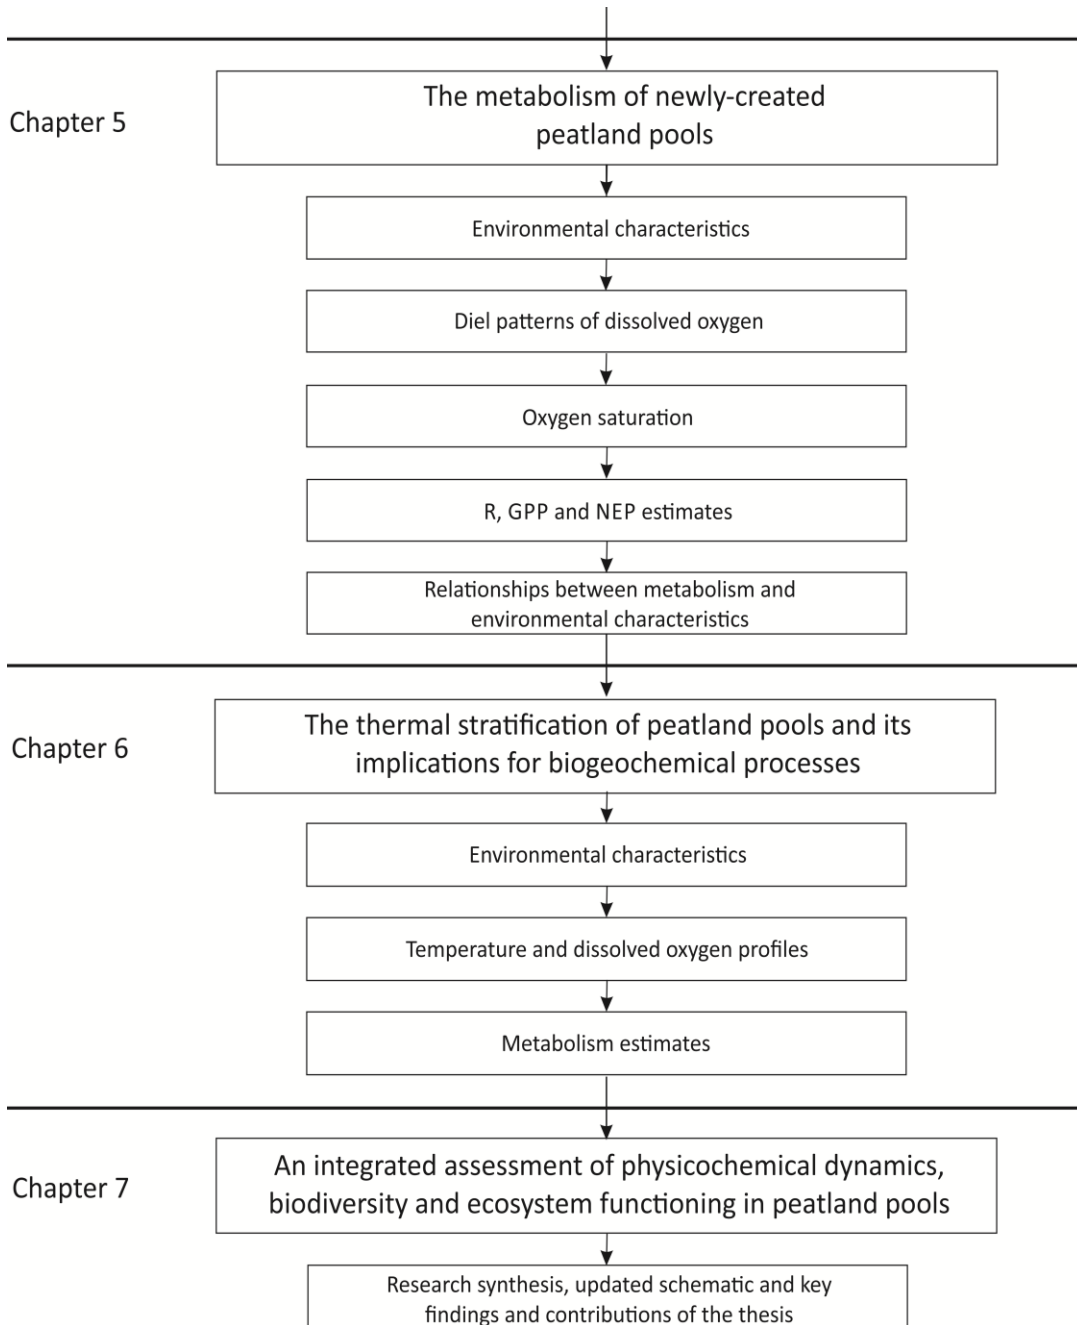 Chapter 5
The metabolism of newly-created
peatland pools
Environmental characteristics
Diel patterns of dissolved oxygen
Oxygen saturation
R, GPP and NEP estimates
Relationships between metabolism and
environmental characteristics
Chapter 6
The thermal stratification of peatland pools and its
implications for biogeochemical processes
Environmental characteristics
Temperature and dissolved oxygen profiles
Metabolism estimates
Chapter 7
An integrated assessment of physicochemical dynamics,
biodiversity and ecosystem functioning in peatland pools
Research synthesis, updated schematic and key
findings and contributions of the thesis